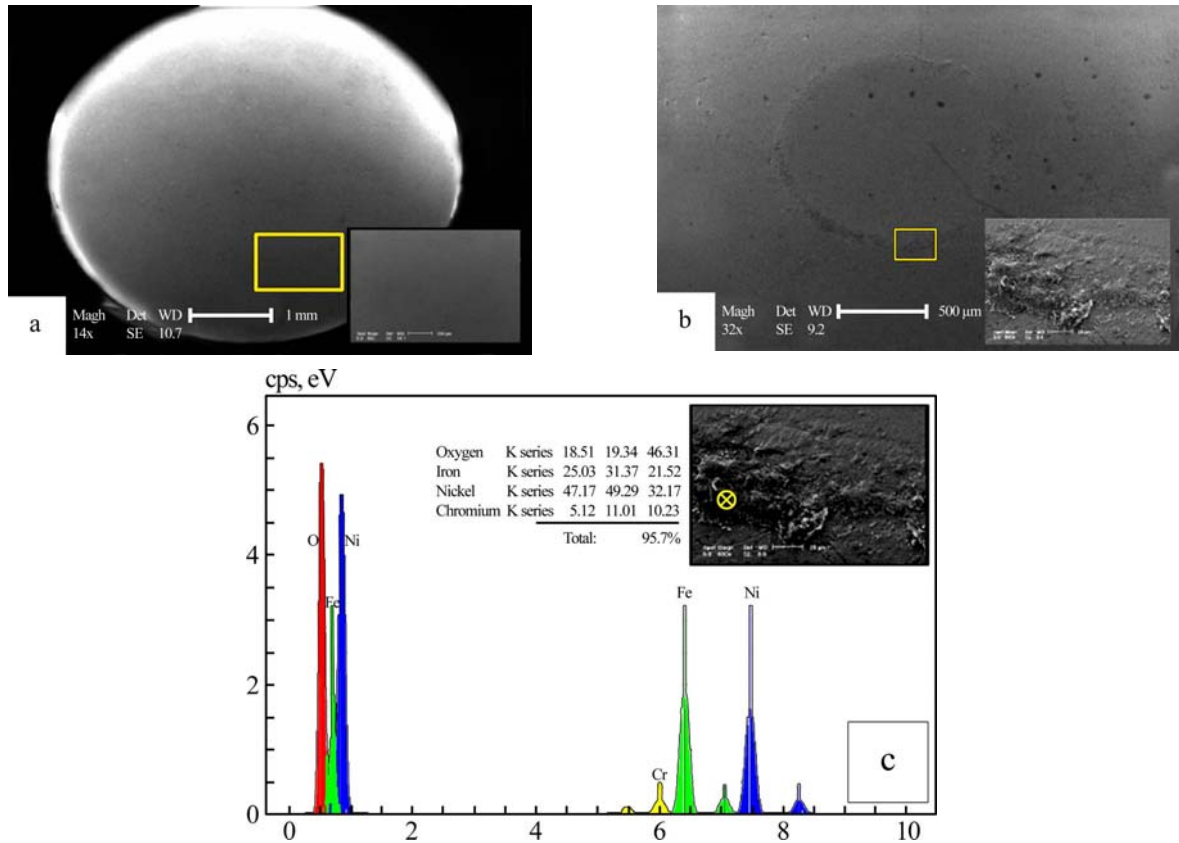 a
Magh Det WD
14x SE 10.7
1 mm
b
Magh Det WD
32x SE 9.2
500 µm
cps, eV
6
4
2
0
Oxygen K series 18.51 19.34 46.31
Iron K series 25.03 31.37 21.52
Nickel K series 47.17 49.29 32.17
Chromium K series 5.12 11.01 10.23
Total: 95.7%
O Ni
Fe
Cr
Fe
Ni
c
0 2 4 6 8 10